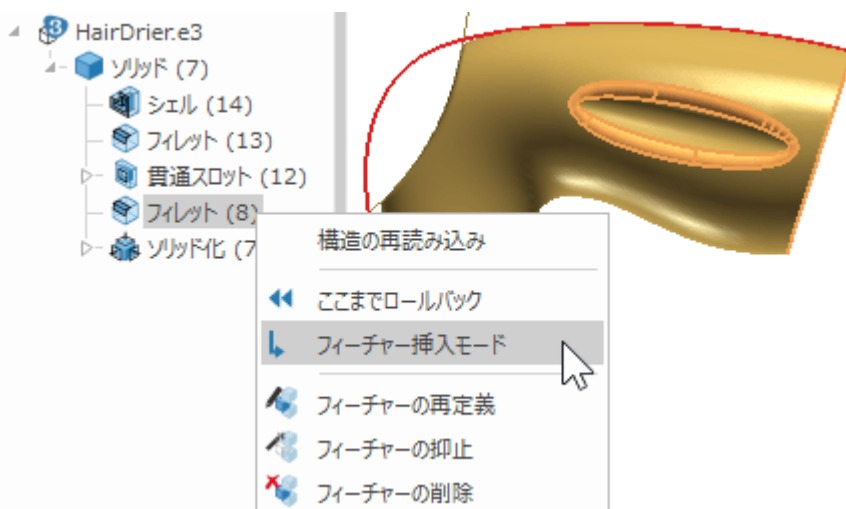 HairDrier.e3
ソリッド (7)
シェル (14)
フィレット (13)
貫通スロット (12)
フィレット (8)
ソリッド化 (7
構造の再読み込み
ここまでロールバック
フィーチャー挿入モード
フィーチャーの再定義
フィーチャーの抑止
フィーチャーの削除